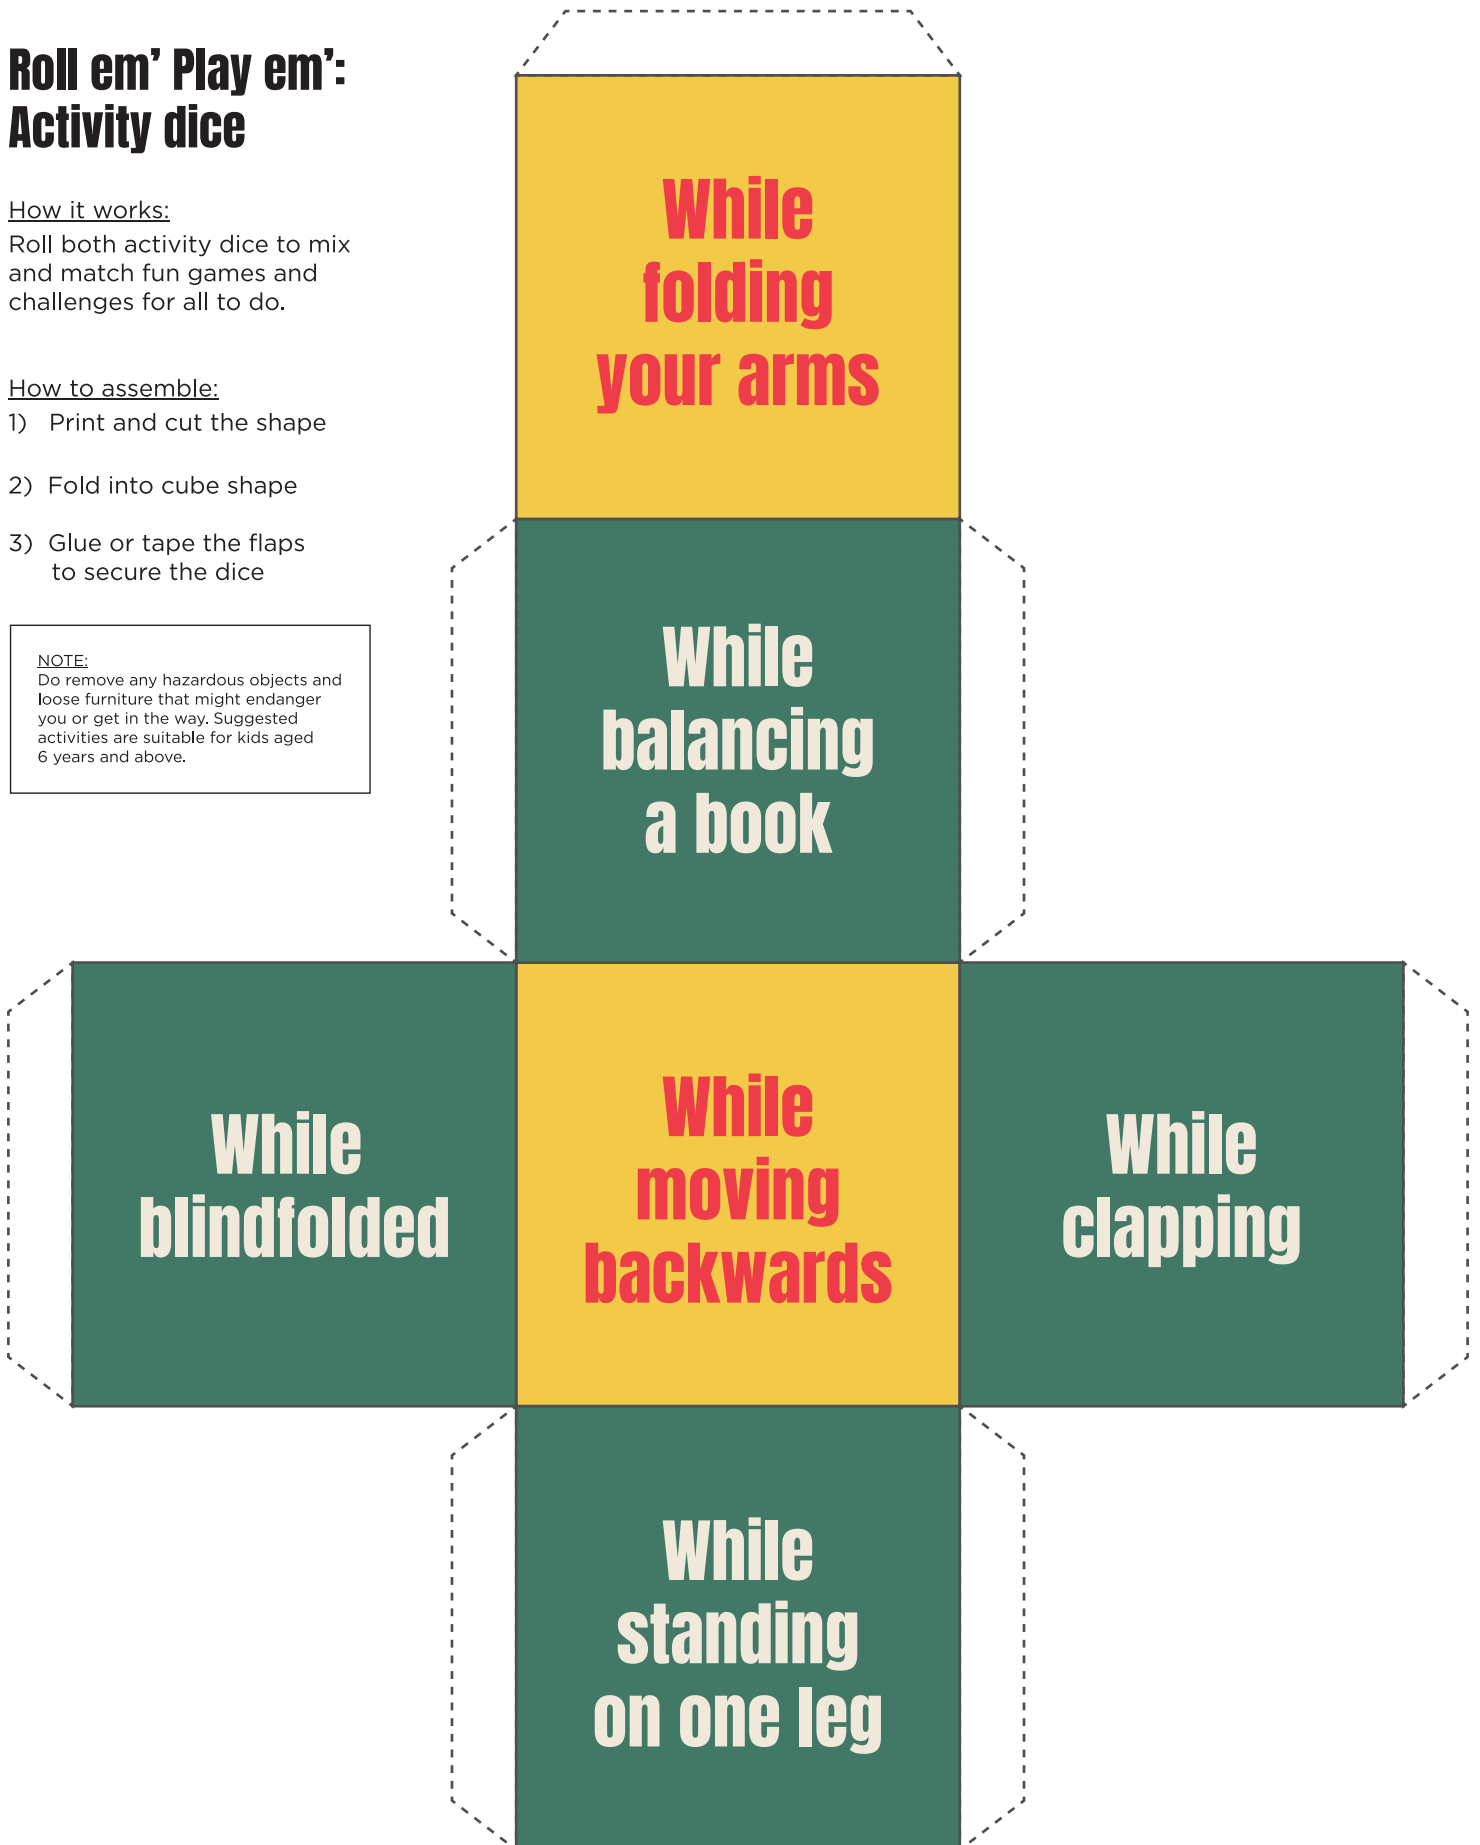 Roll em’ Play em’:
Activity dice
How it works:
Roll both activity dice to mix
and match fun games and
challenges for all to do.
How to assemble:
1) Print and cut the shape
2) Fold into cube shape
3) Glue or tape the flaps
to secure the dice
NOTE:
Do remove any hazardous objects and
loose furniture that might endanger
you or get in the way. Suggested
activities are suitable for kids aged
6 years and above.
While
folding
your arms
While
balancing
a book
While
blindfolded
While
moving
backwards
While
clapping
While
standing
on one leg